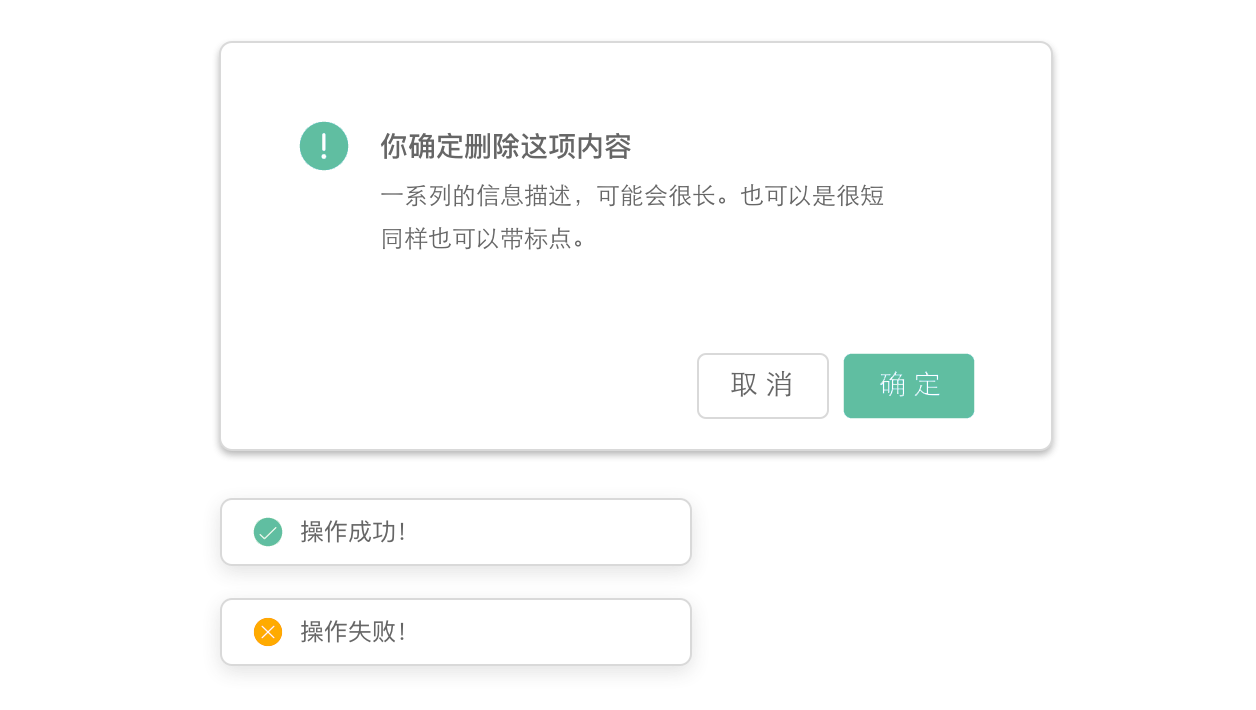 你确定删除这项内容
一系列的信息描述，可能会很长。也可以是很短
同样也可以带标点。
取 消
确 定
操作成功！
操作失败！